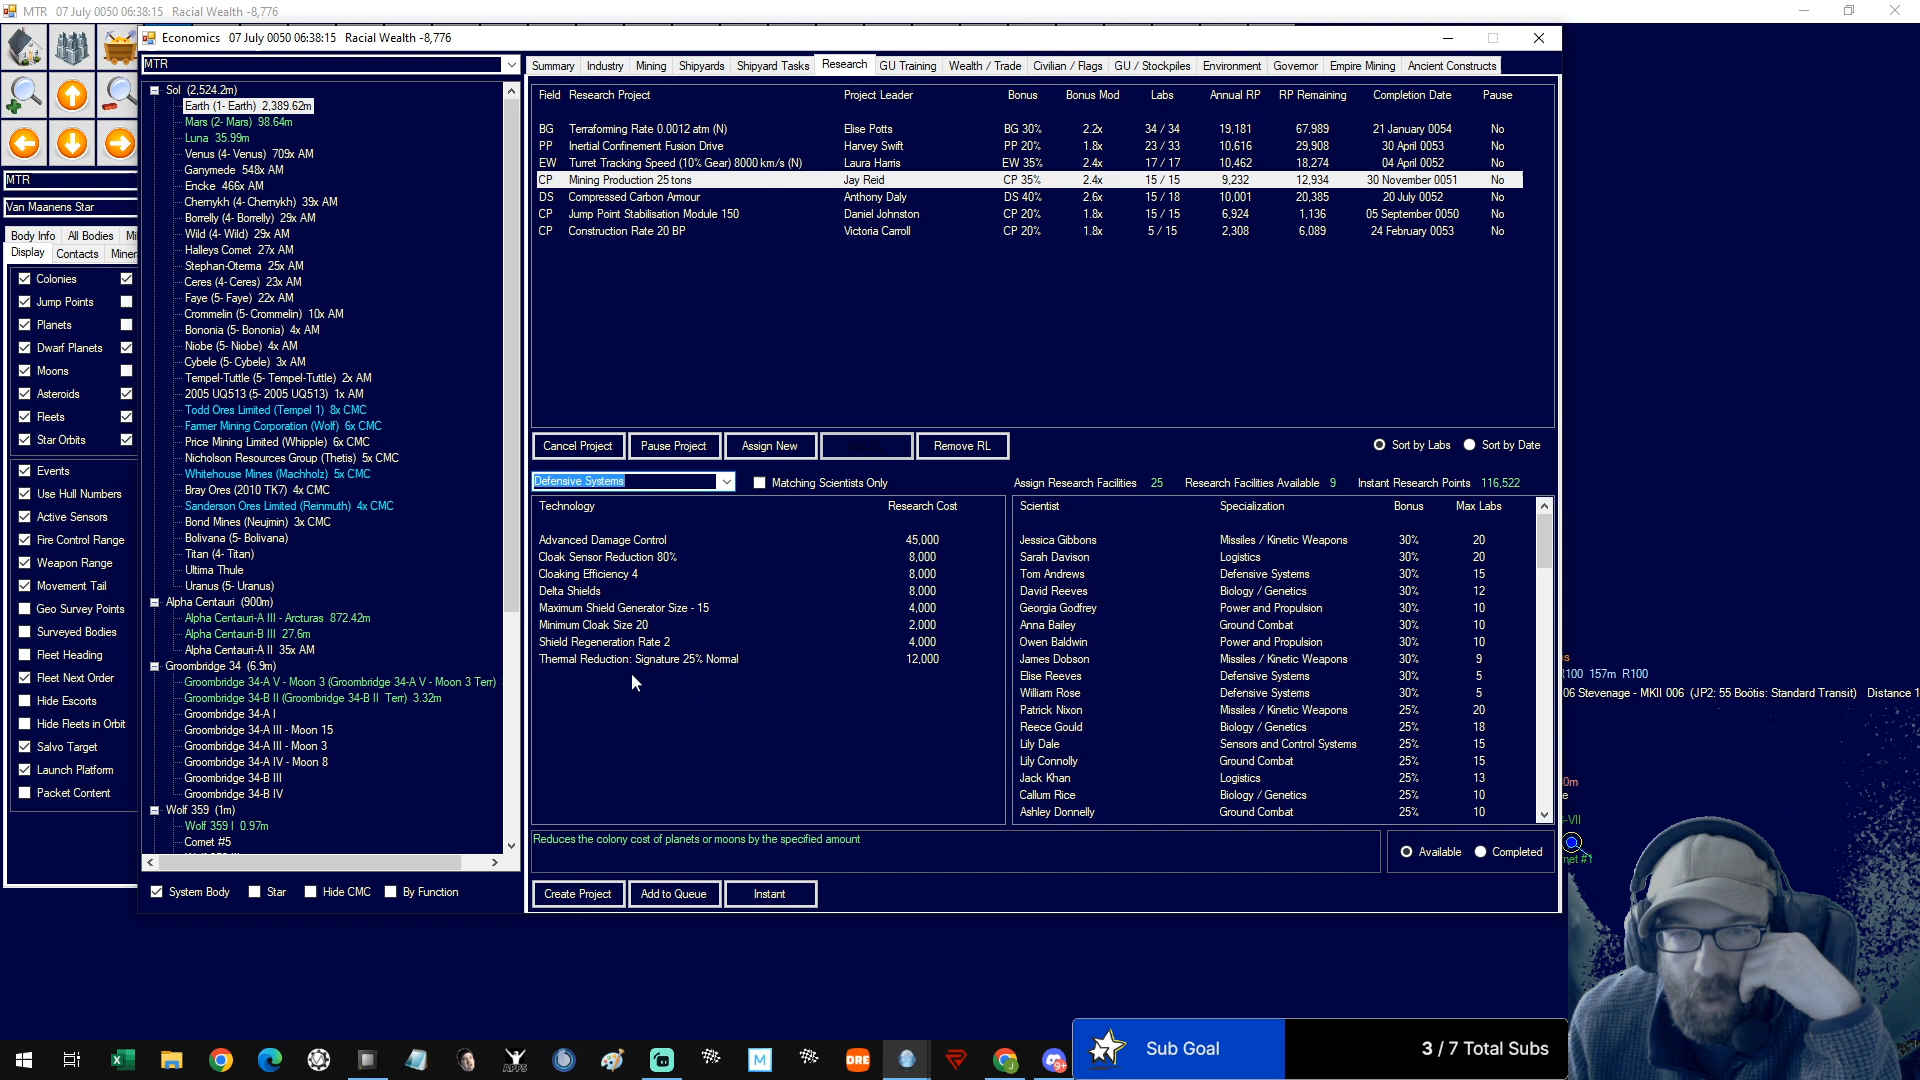 MTR   07 July 0050 06:38:15   Racial Wealth -8,776
Economics   07 July 0050 06:38:15   Racial Wealth -8,776
MTR
Summary Industry Mining Shipyards Shipyard Tasks Research GU Training Wealth / Trade Civilian / Flags GU / Stockpiles Environment Governor Empire Mining Ancient Constructs
MTR
Van Maanens Star
Body Info All Bodies
Display Contacts
Colonies
Jump Points
Planets
Dwarf Planets
Moons
Asteroids
Fleets
Star Orbits
Events
Use Hull Numbers
Active Sensors
Fire Control Range
Weapon Range
Movement Tail
Geo Survey Points
Surveyed Bodies
Fleet Heading
Fleet Next Order
Hide Escorts
Hide Fleets in Orbit
Salvo Target
Launch Platform
Packet Content
Sol (2,524.2m)
Earth (1- Earth) 2,389.62m
Mars (2- Mars) 98.64m
Luna 35.99m
Venus (4- Venus) 709x AM
Ganymede 548x AM
Encke 466x AM
Chernykh (4- Chernykh) 39x AM
Borrelly (4- Borrelly) 29x AM
Wild (4- Wild) 29x AM
Halleys Comet 27x AM
Stephan-Oterma 25x AM
Ceres (4- Ceres) 23x AM
Faye (5- Faye) 22x AM
Crommelin (5- Crommelin) 10x AM
Bononia (5- Bononia) 4x AM
Niobe (5- Niobe) 4x AM
Cybele (5- Cybele) 3x AM
Tempel-Tuttle (5- Tempel-Tuttle) 2x AM
2005 UQ513 (5- 2005 UQ513) 1x AM
Todd Ores Limited (Tempel 1) 8x CMC
Farmer Mining Corporation (Wolf) 6x CMC
Price Mining Limited (Whipple) 6x CMC
Nicholson Resources Group (Thetis) 5x CMC
Whitehouse Mines (Machholz) 5x CMC
Bray Ores (2010 TK7) 4x CMC
Sanderson Ores Limited (Reinmuth) 4x CMC
Bond Mines (Neujmin) 3x CMC
Bolivana (5- Bolivana)
Titan (4- Titan)
Ultima Thule
Uranus (5- Uranus)
Alpha Centauri (900m)
Alpha Centauri-A III - Arcturas 872.42m
Alpha Centauri-B III 27.6m
Alpha Centauri-A II 35x AM
Groombridge 34 (6.9m)
Groombridge 34-A V - Moon 3 (Groombridge 34-A V - Moon 3 Terr)
Groombridge 34-B II (Groombridge 34-B II Terr) 3.32m
Groombridge 34-A I
Groombridge 34-A III - Moon 15
Groombridge 34-A III - Moon 3
Groombridge 34-A IV - Moon 8
Groombridge 34-B III
Groombridge 34-B IV
Wolf 359 (1m)
Wolf 359 I 0.97m
Comet #5
System Body Star Hide CMC By Function
Field Research Project Project Leader Bonus Bonus Mod Labs Annual RP RP Remaining Completion Date Pause
BG Terraforming Rate 0.0012 atm (N) Elise Potts BG 30% 2.2x 34 / 34 19,181 67,989 21 January 0054 No
PP Inertial Confinement Fusion Drive Harvey Swift PP 20% 1.8x 23 / 33 10,616 29,908 30 April 0053 No
EW Turret Tracking Speed (10% Gear) 8000 km/s (N) Laura Harris EW 35% 2.4x 17 / 17 10,462 18,274 04 April 0052 No
CP Mining Production 25 tons Jay Reid CP 35% 2.4x 15 / 15 9,232 12,934 30 November 0051 No
DS Compressed Carbon Armour Anthony Daly DS 40% 2.6x 15 / 18 10,001 20,385 20 July 0052 No
CP Jump Point Stabilisation Module 150 Daniel Johnston CP 20% 1.8x 15 / 15 6,924 1,136 05 September 0050 No
CP Construction Rate 20 BP Victoria Carroll CP 20% 1.8x 5 / 15 2,308 6,089 24 February 0053 No
Cancel Project Pause Project Assign New Remove RL Sort by Labs Sort by Date
Defensive Systems Matching Scientists Only Assign Research Facilities 25 Research Facilities Available 9 Instant Research Points 116,522
Technology Research Cost
Advanced Damage Control 45,000
Cloak Sensor Reduction 80% 8,000
Cloaking Efficiency 4 8,000
Delta Shields 8,000
Maximum Shield Generator Size - 15 4,000
Minimum Cloak Size 20 2,000
Shield Regeneration Rate 2 4,000
Thermal Reduction: Signature 25% Normal 12,000
Scientist Specialization Bonus Max Labs
Jessica Gibbons Missiles / Kinetic Weapons 30% 20
Sarah Davison Logistics 30% 20
Tom Andrews Defensive Systems 30% 15
David Reeves Biology / Genetics 30% 12
Georgia Godfrey Power and Propulsion 30% 10
Anna Bailey Ground Combat 30% 10
Owen Baldwin Power and Propulsion 30% 10
James Dobson Missiles / Kinetic Weapons 30% 9
Elise Reeves Defensive Systems 30% 5
William Rose Defensive Systems 30% 5
Patrick Nixon Missiles / Kinetic Weapons 25% 20
Reece Gould Biology / Genetics 25% 18
Lily Dale Sensors and Control Systems 25% 15
Lily Connolly Ground Combat 25% 15
Jack Khan Logistics 25% 13
Callum Rice Biology / Genetics 25% 10
Ashley Donnelly Ground Combat 25% 10
Reduces the colony cost of planets or moons by the specified amount
Available Completed
Create Project Add to Queue Instant
157m R100
06 Stevenage - MKII 006 (JP2: 55 Boötis: Standard Transit) Distance 1
Sub Goal 3 / 7 Total Subs
APPS
M
DRE
9+